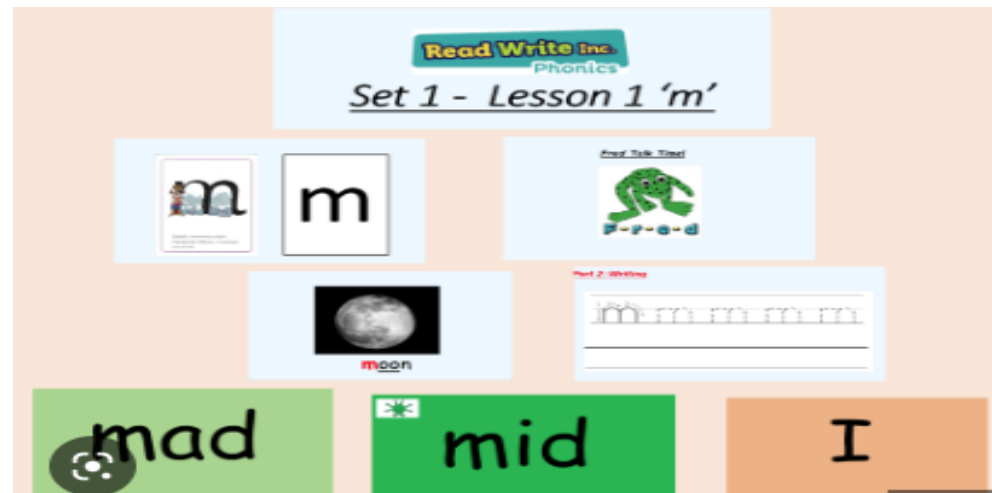 Read Write Inc.
Phonics
Set 1 - Lesson 1 ‘m’
m
m
Fred Talk Time!
F-r-e-d
moon
Part 2 Writing
m m m m m
mad
mid
I